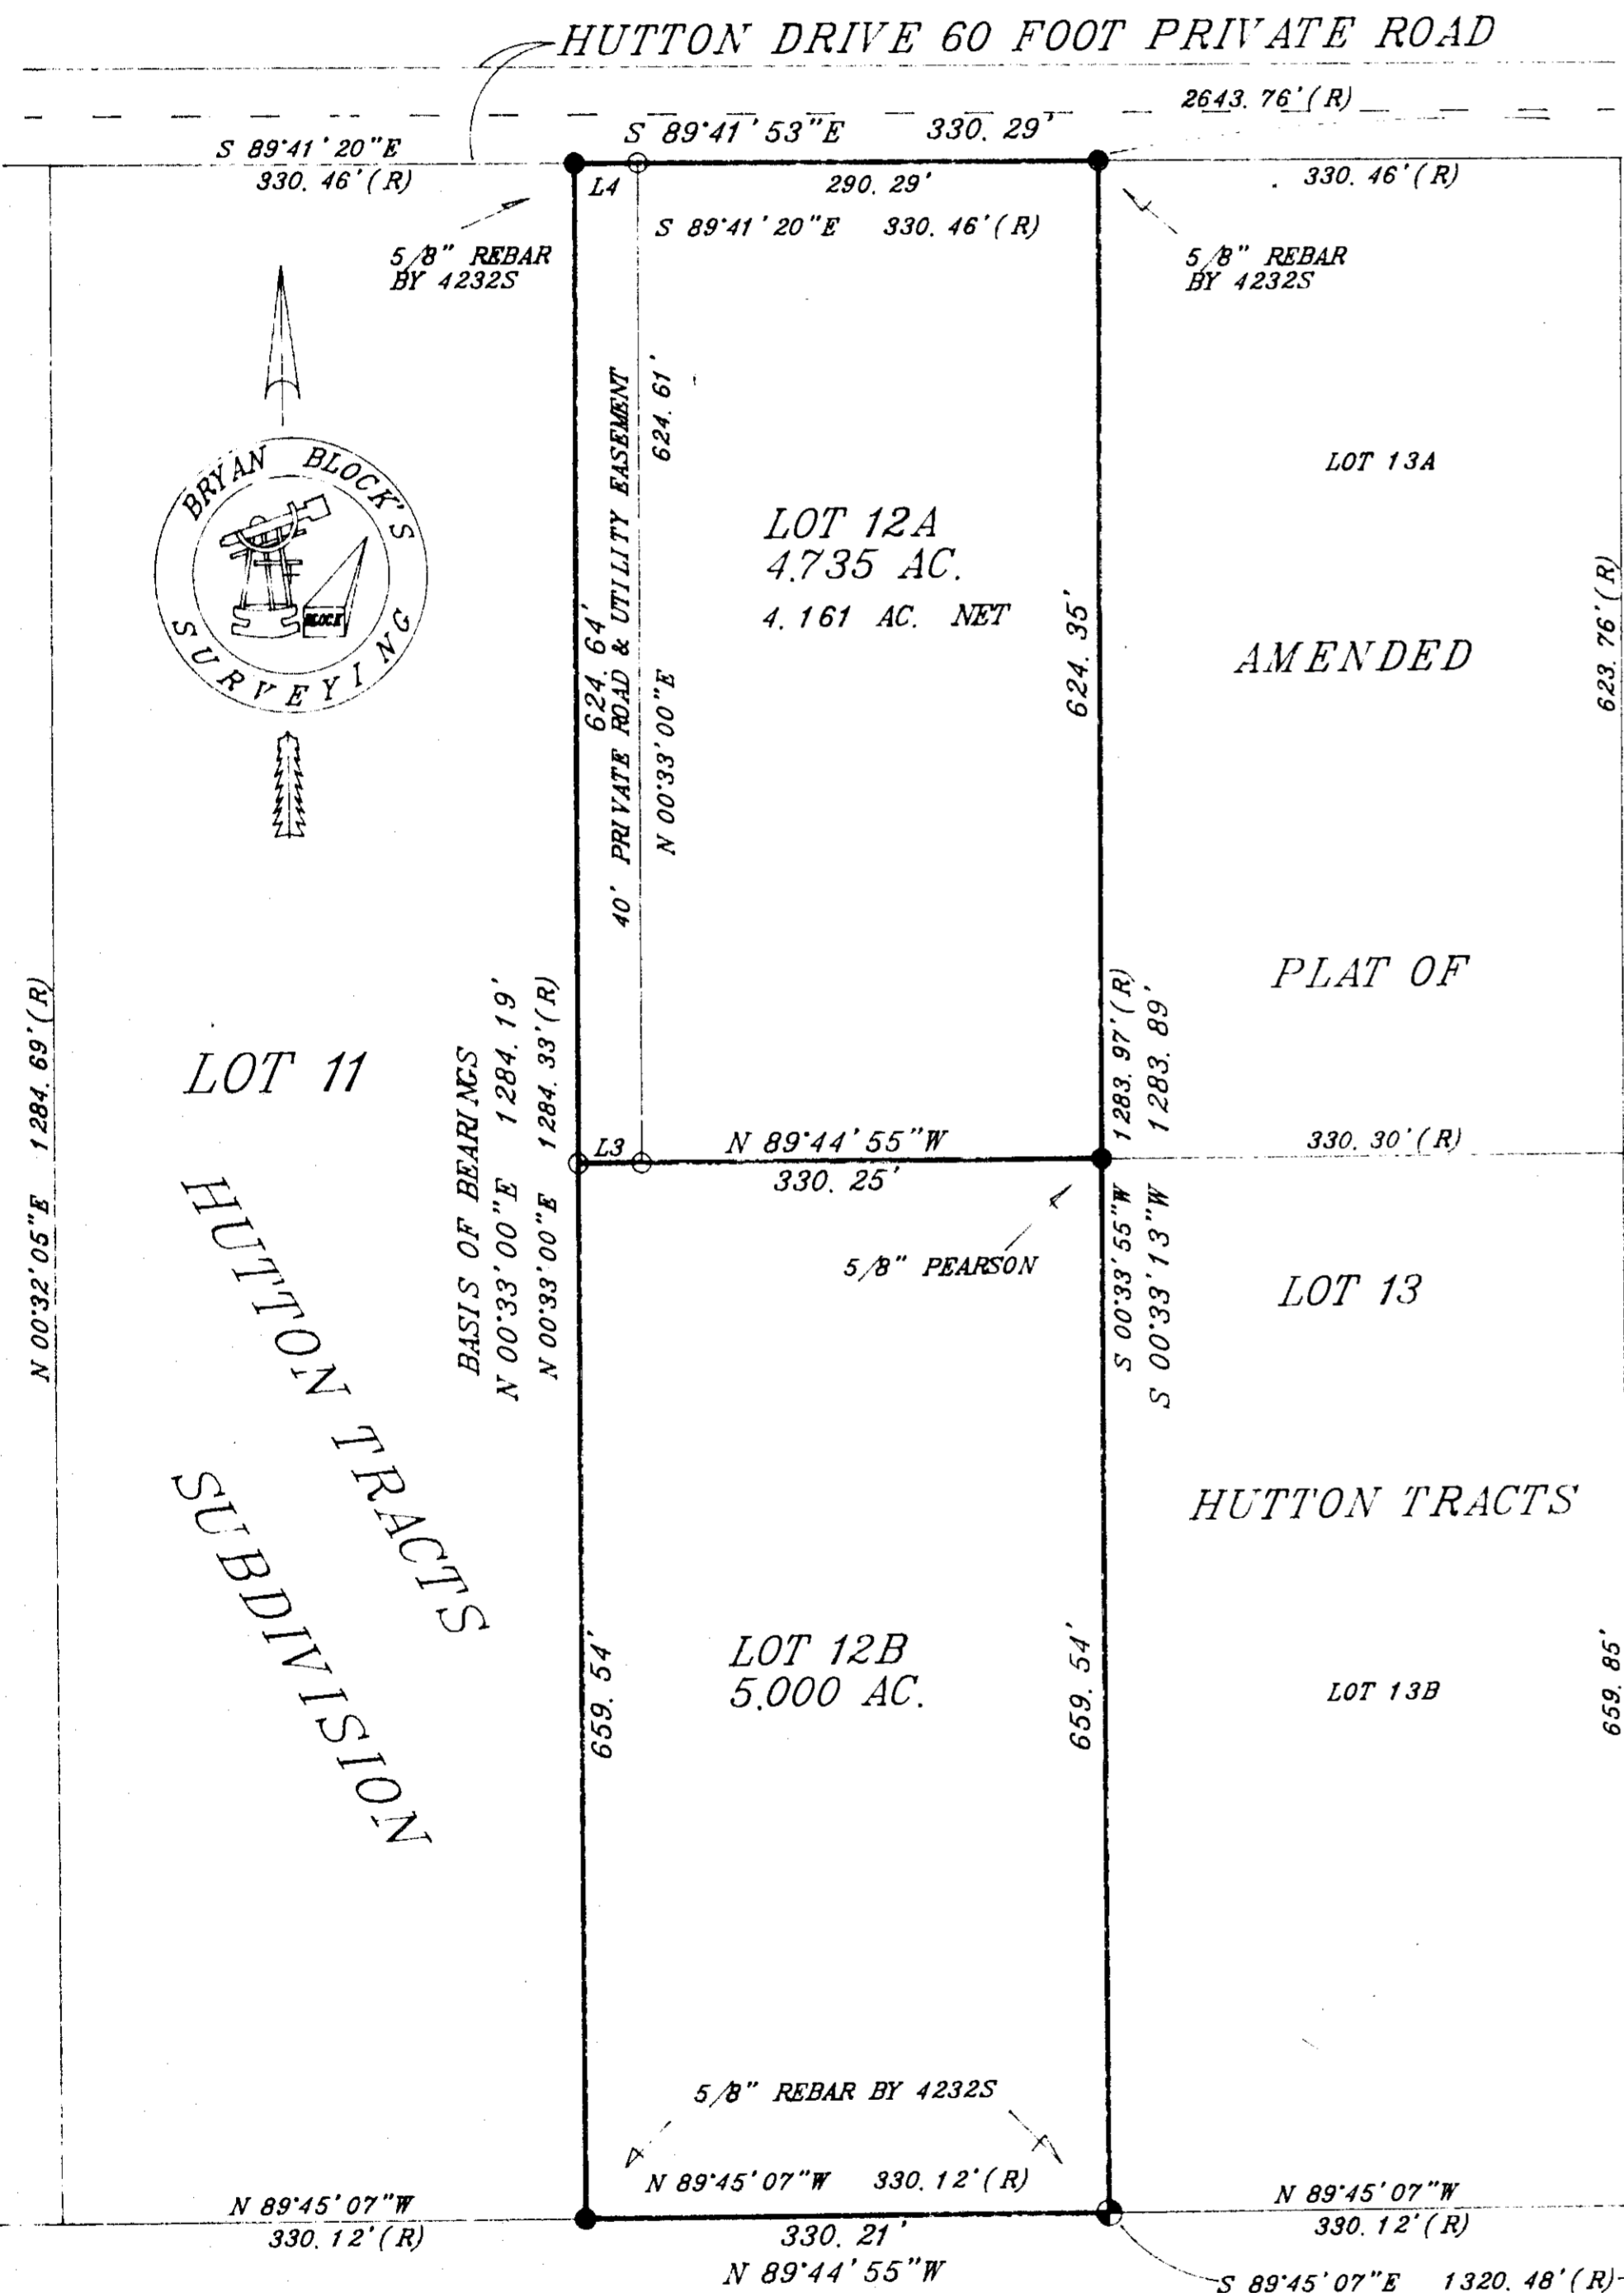 HUTTON DRIVE 60 FOOT PRIVATE ROAD
2643.76'(R)
S 89°41'53"E 330.29'
S 89°41'20"E
330.46'(R)
L4
290.29'
330.46'(R)
S 89°41'20"E 330.46'(R)
5/8" REBAR
BY 4232S
5/8" REBAR
BY 4232S
BRYAN BLOCK'S
SURVEYING
BLOCK
624.64'
40' PRIVATE ROAD & UTILITY EASEMENT
624.61'
N 00°33'00"E
LOT 12A
4.735 AC.
4.161 AC. NET
624.35'
LOT 13A
AMENDED
623.76'(R)
PLAT OF
N 00°32'05"E 1284.69'(R)
LOT 11
HUTTON TRACTS
SUBDIVISION
BASIS OF BEARINGS
N 00°33'00"E 1284.19'
N 00°33'00"E 1284.33'(R)
L3
N 89°44'55"W
330.25'
5/8" PEARSON
S 00°33'55"W 1283.97'(R)
S 00°33'13"W 1283.89'
330.30'(R)
LOT 13
HUTTON TRACTS
659.54'
LOT 12B
5.000 AC.
659.54'
LOT 13B
659.85'
5/8" REBAR BY 4232S
N 89°45'07"W 330.12'(R)
N 89°45'07"W
330.12'(R)
330.21'
N 89°44'55"W
N 89°45'07"W
330.12'(R)
S 89°45'07"E 1320.48'(R)